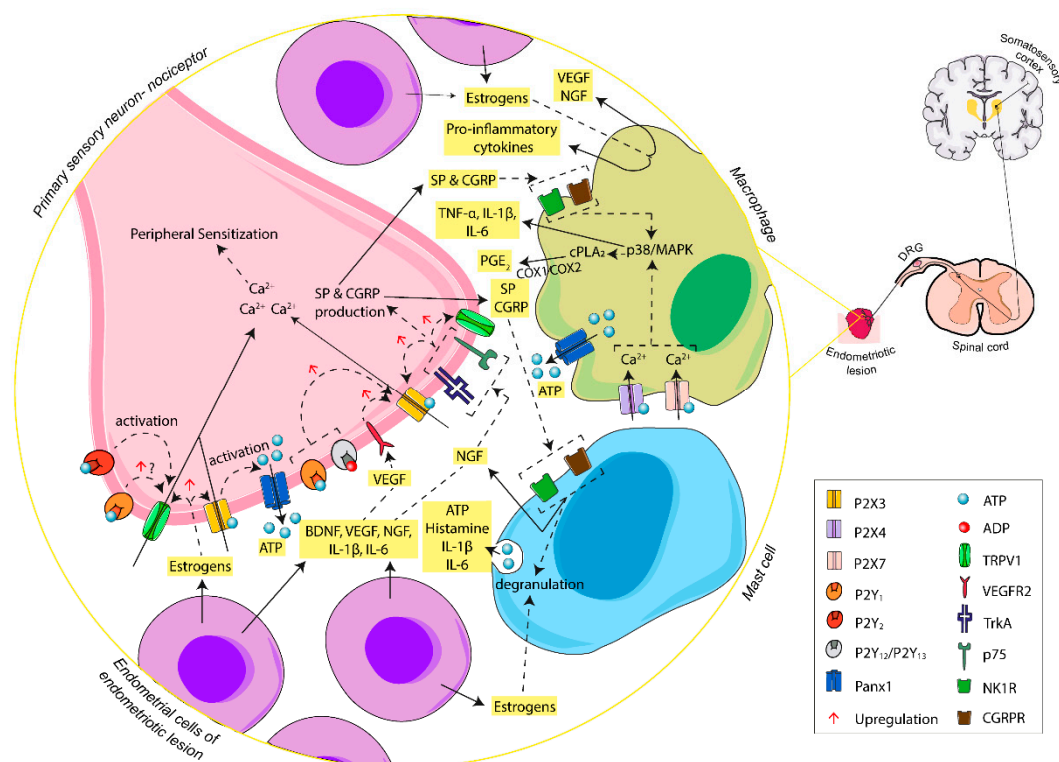 Primary sensory neuron- nociceptor
Estrogens
VEGF
NGF
Pro-inflammatory
cytokines
SP & CGRP
TNF-α, IL-1β,
IL-6
PGE₂
COX1/COX2
cPLA₂
p38/MAPK
SP
CGRP
Macrophage
Peripheral Sensitization
Ca²⁺
Ca²⁺ Ca²⁺
SP & CGRP
production
ATP
Ca²⁺
Ca²⁺
activation
?
activation
ATP
VEGF
NGF
Estrogens
BDNF, VEGF, NGF,
IL-1β, IL-6
ATP
Histamine
IL-1β
IL-6
degranulation
Estrogens
Mast cell
Endometrial cells of
endometriotic lesion
Somatosensory
cortex
DRG
Endometriotic
lesion
Spinal cord
P2X3
P2X4
P2X7
P2Y₁
P2Y₂
P2Y₁₂/P2Y₁₃
Panx1
Upregulation
ATP
ADP
TRPV1
VEGFR2
TrkA
p75
NK1R
CGRPR